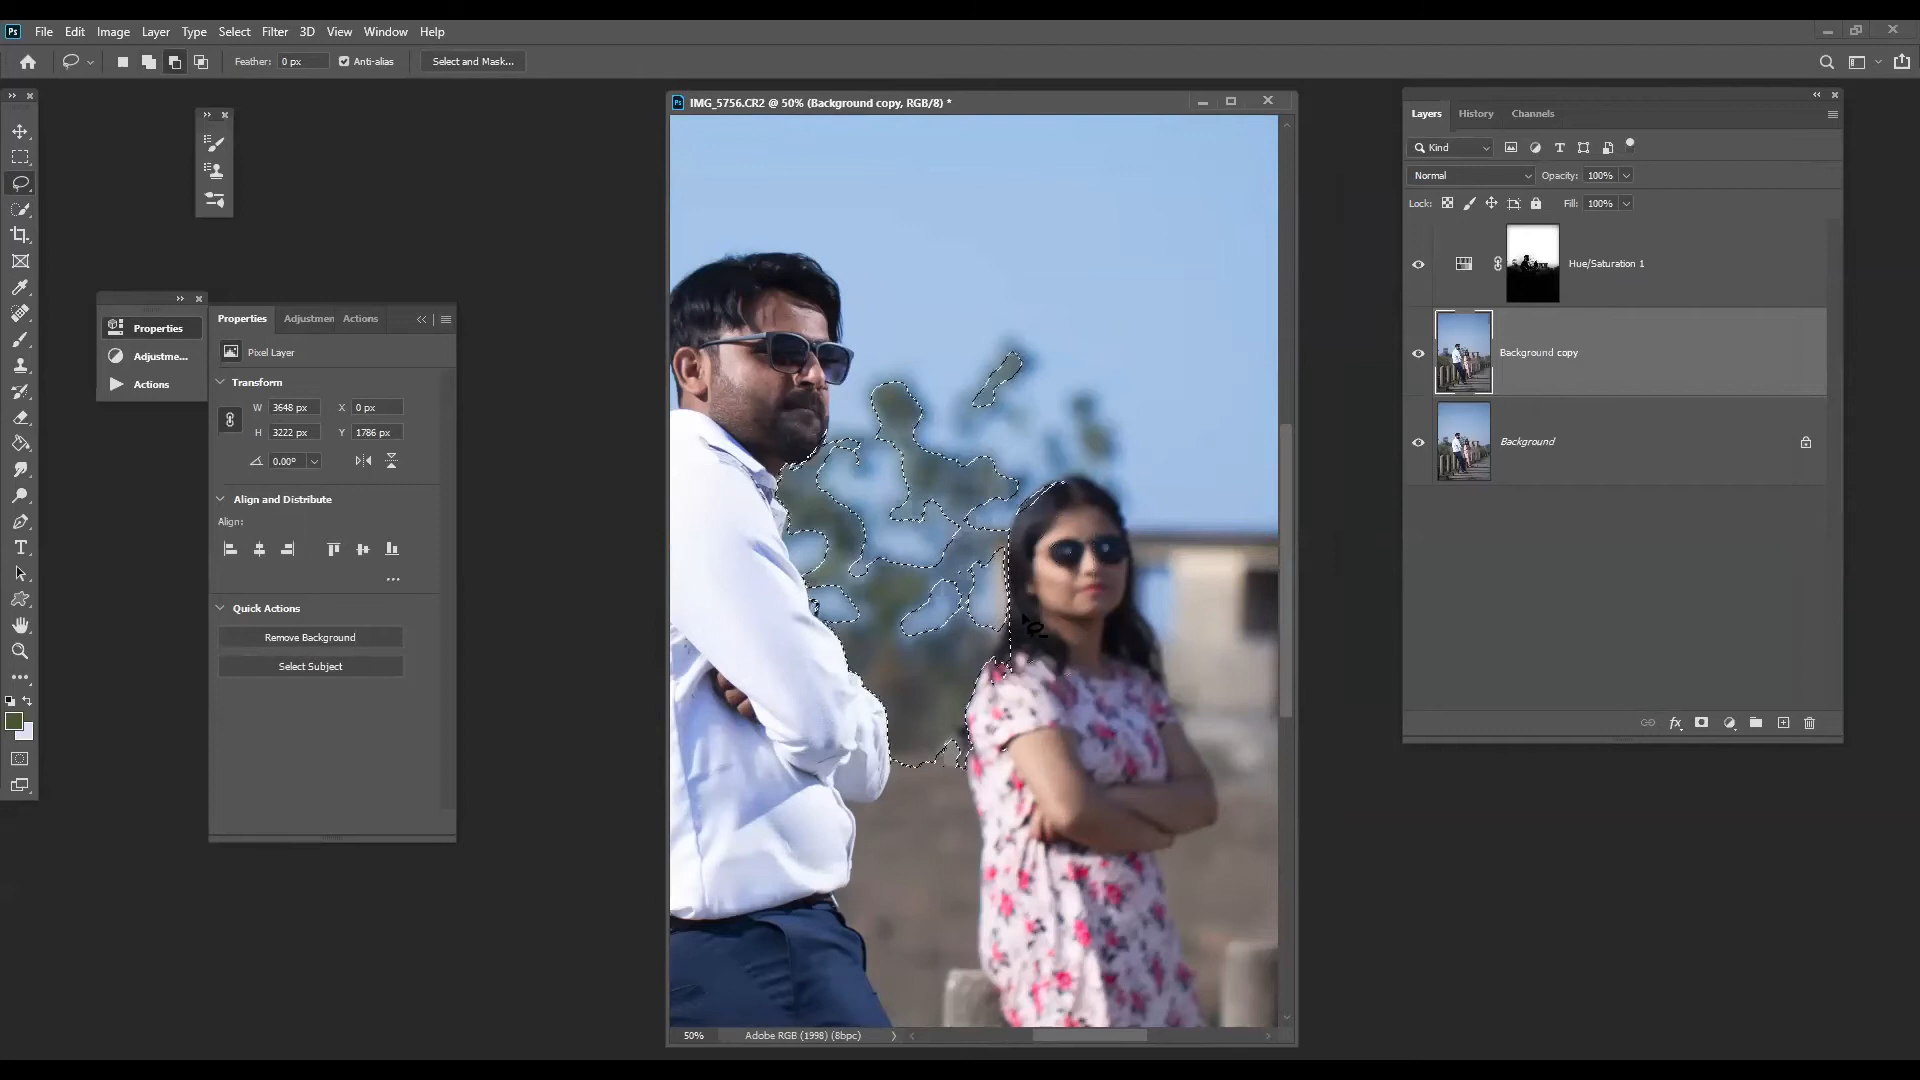 Ps File Edit Image Layer Type Select Filter 3D View Window Help
Feather: 0 px Anti-alias Select and Mask...
Ps IMG_5756.CR2 @ 50% (Background copy, RGB/8) *
50% Adobe RGB (1998) (8bpc)
Properties
Adjustme...
Actions
Properties Adjustmen Actions
Pixel Layer
Transform
W 3648 px X 0 px
H 3222 px Y 1786 px
0.00°
Align and Distribute
Align:
...
Quick Actions
Remove Background
Select Subject
Layers History Channels
Kind
Normal Opacity: 100%
Lock: Fill: 100%
Hue/Saturation 1
Background copy
Background
fx